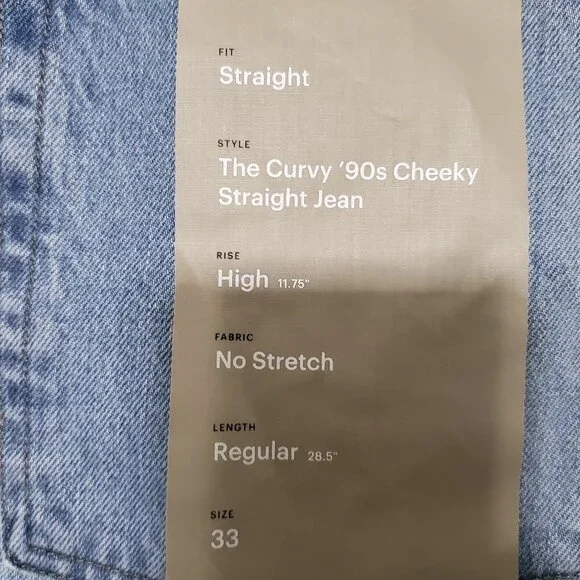 FIT
Straight
STYLE
The Curvy ’90s Cheeky
Straight Jean
RISE
High 11.75"
FABRIC
No Stretch
LENGTH
Regular 28.5"
SIZE
33